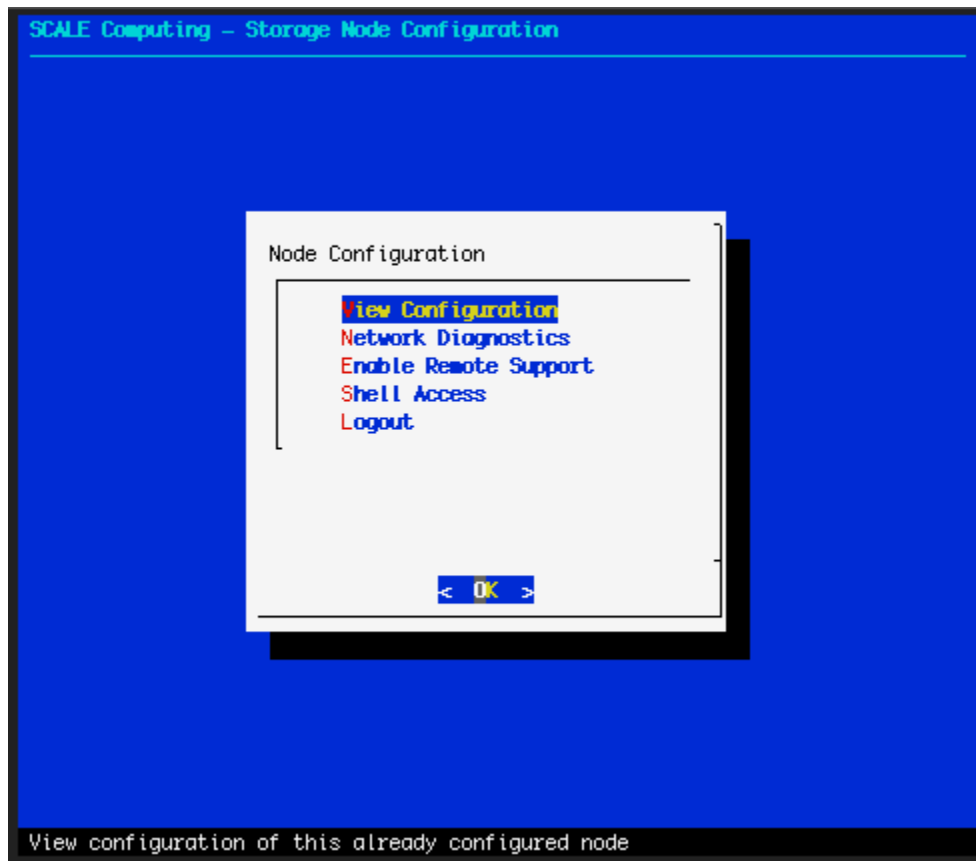 SCALE Computing – Storage Node Configuration
Node Configuration
View Configuration
Network Diagnostics
Enable Remote Support
Shell Access
Logout
< OK >
View configuration of this already configured node